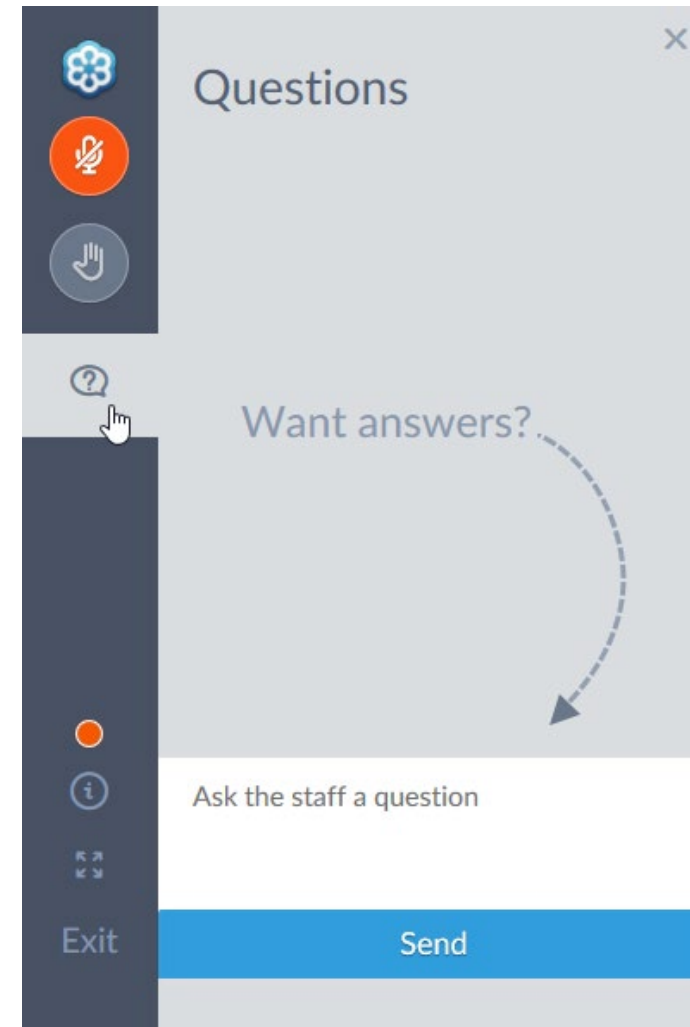 Questions
Want answers?
Ask the staff a question
Exit
Send